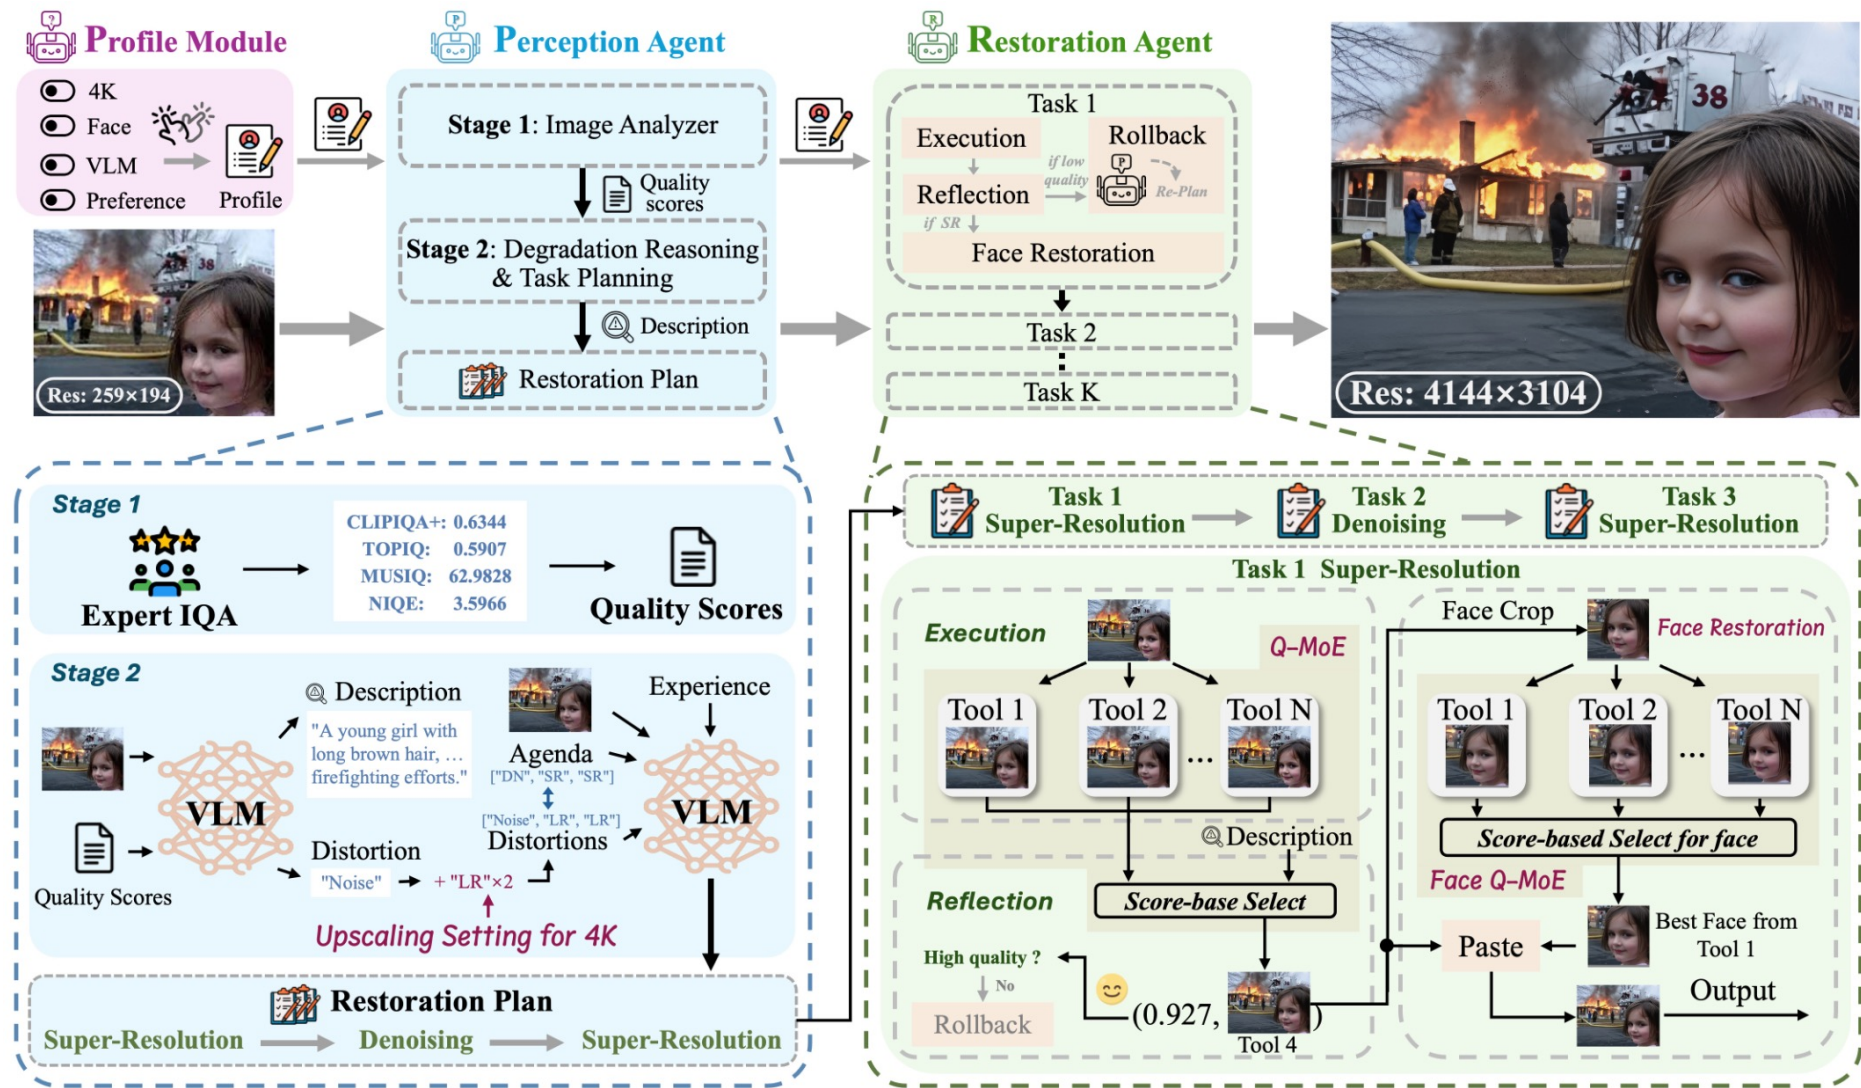 Profile Module
4K
Face
VLM
Preference
Profile
Res: 259×194
Perception Agent
Stage 1: Image Analyzer
Quality
scores
Stage 2: Degradation Reasoning
& Task Planning
Description
Restoration Plan
Restoration Agent
Task 1
Execution
Rollback
if low
quality
P
Re-Plan
Reflection
if SR
Face Restoration
Task 2
Task K
38
Res: 4144×3104
Stage 1
Expert IQA
CLIPIQA+: 0.6344
TOPIQ: 0.5907
MUSIQ: 62.9828
NIQE: 3.5966
Quality Scores
Stage 2
Description
"A young girl with
long brown hair, …
firefighting efforts."
VLM
Quality Scores
Distortion
"Noise"
+ "LR"×2
Upscaling Setting for 4K
Experience
Agenda
["DN", "SR", "SR"]
["Noise", "LR", "LR"]
Distortions
VLM
Restoration Plan
Super-Resolution
Denoising
Super-Resolution
Task 1
Super-Resolution
Task 2
Denoising
Task 3
Super-Resolution
Task 1 Super-Resolution
Execution
Q-MoE
Tool 1
Tool 2
...
Tool N
Description
Reflection
Score-base Select
High quality ?
No
Rollback
(0.927, )
Tool 4
Face Crop
Face Restoration
Tool 1
Tool 2
...
Tool N
Score-based Select for face
Face Q-MoE
Best Face from
Tool 1
Paste
Output